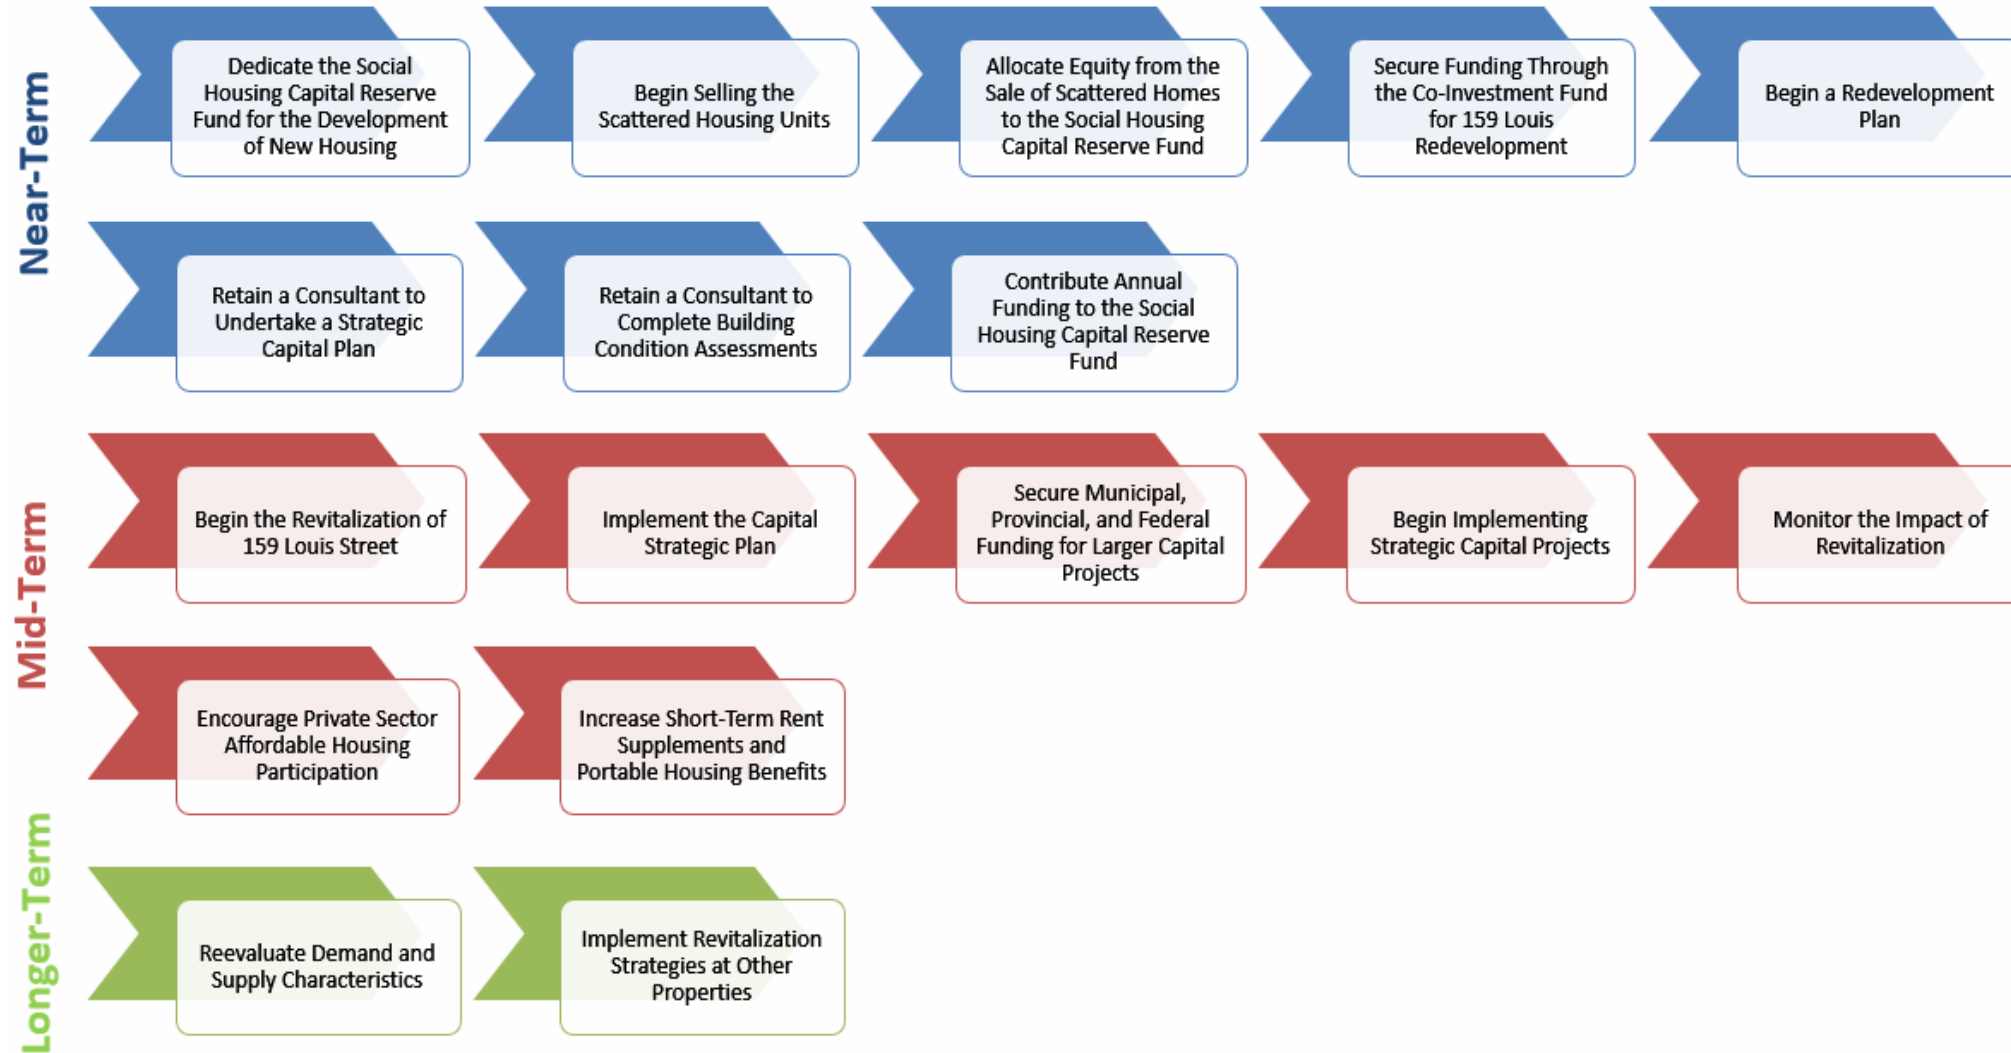 Near-Term
Dedicate the Social
Housing Capital Reserve
Fund for the Development
of New Housing
Begin Selling the
Scattered Housing Units
Allocate Equity from the
Sale of Scattered Homes
to the Social Housing
Capital Reserve Fund
Secure Funding Through
the Co-Investment Fund
for 159 Louis
Redevelopment
Begin a Redevelopment
Plan
Retain a Consultant to
Undertake a Strategic
Capital Plan
Retain a Consultant to
Complete Building
Condition Assessments
Contribute Annual
Funding to the Social
Housing Capital Reserve
Fund
Mid-Term
Begin the Revitalization of
159 Louis Street
Implement the Capital
Strategic Plan
Secure Municipal,
Provincial, and Federal
Funding for Larger Capital
Projects
Begin Implementing
Strategic Capital Projects
Monitor the Impact of
Revitalization
Encourage Private Sector
Affordable Housing
Participation
Increase Short-Term Rent
Supplements and
Portable Housing Benefits
Longer-Term
Reevaluate Demand and
Supply Characteristics
Implement Revitalization
Strategies at Other
Properties